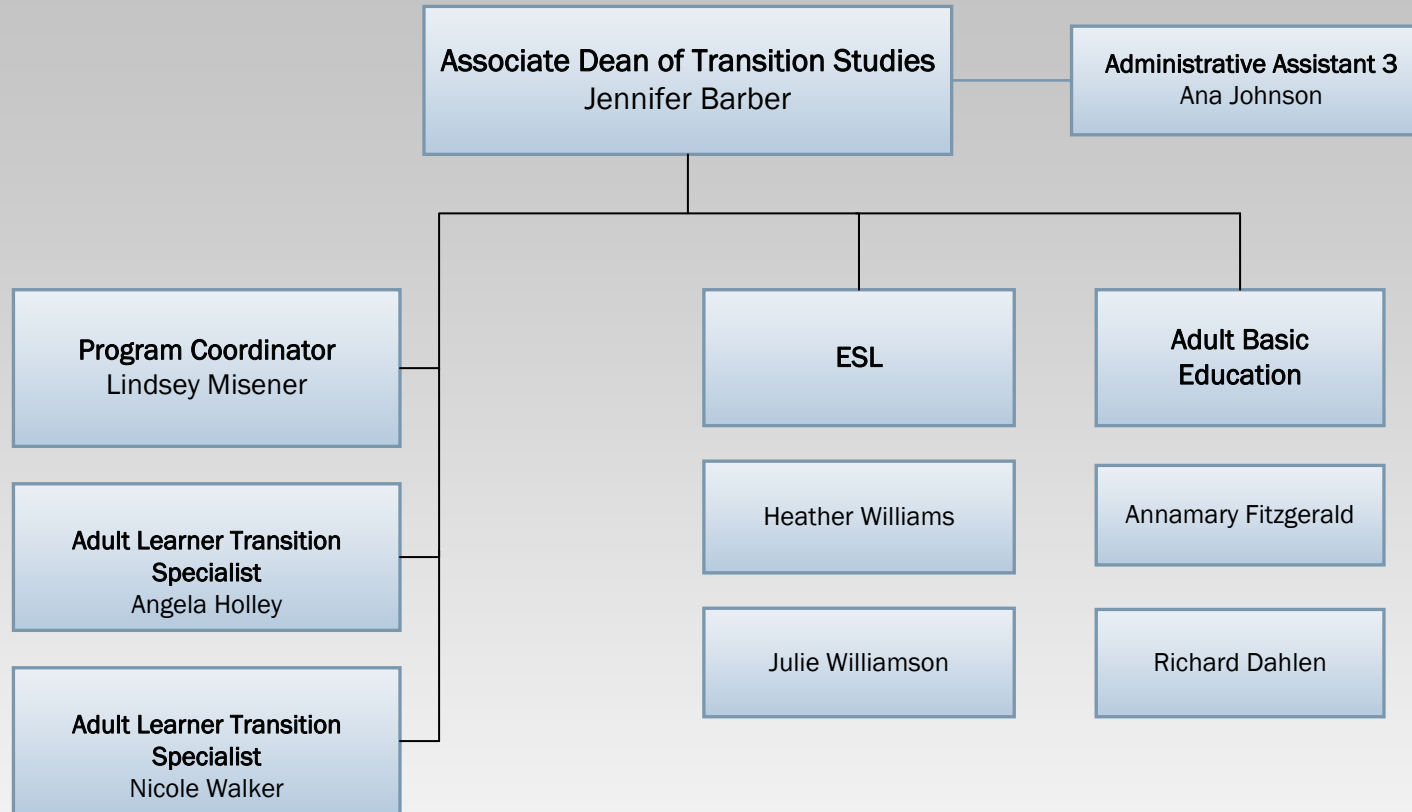 Associate Dean of Transition Studies
Jennifer Barber
Administrative Assistant 3
Ana Johnson
Program Coordinator
Lindsey Misener
Adult Learner Transition
Specialist
Angela Holley
Adult Learner Transition
Specialist
Nicole Walker
ESL
Heather Williams
Julie Williamson
Adult Basic
Education
Annamary Fitzgerald
Richard Dahlen